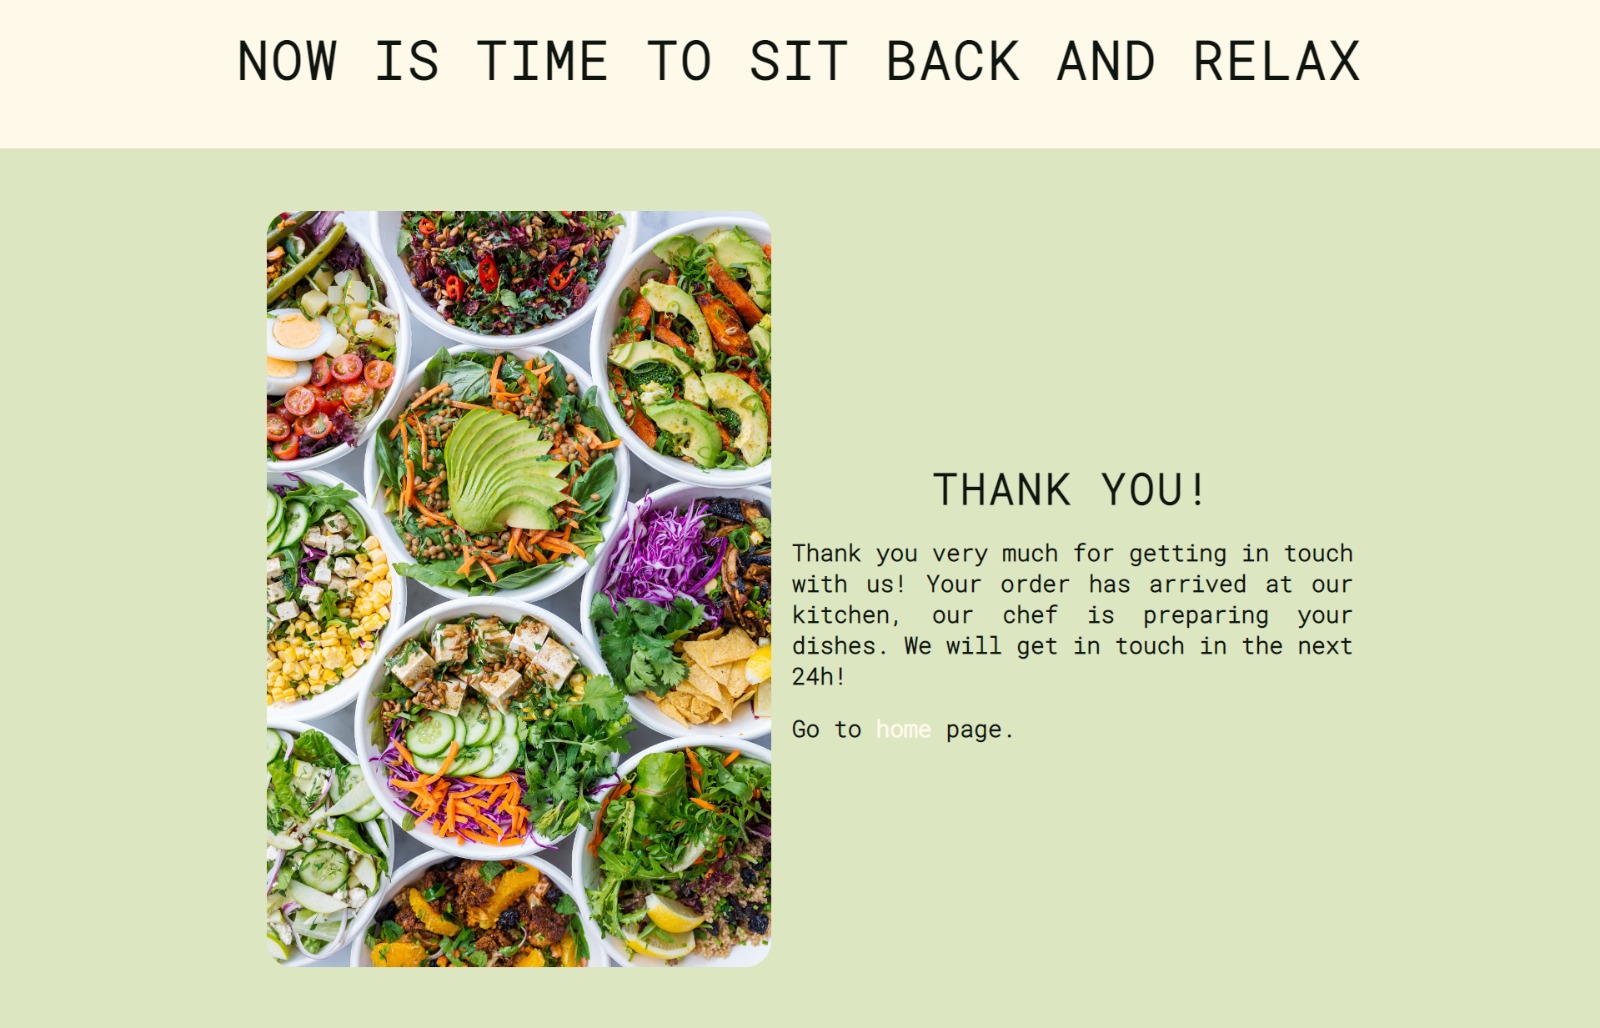 NOW IS TIME TO SIT BACK AND RELAX
THANK YOU!
Thank you very much for getting in touch
with us! Your order has arrived at our
kitchen, our chef is preparing your
dishes. We will get in touch in the next
24h!
Go to home page.